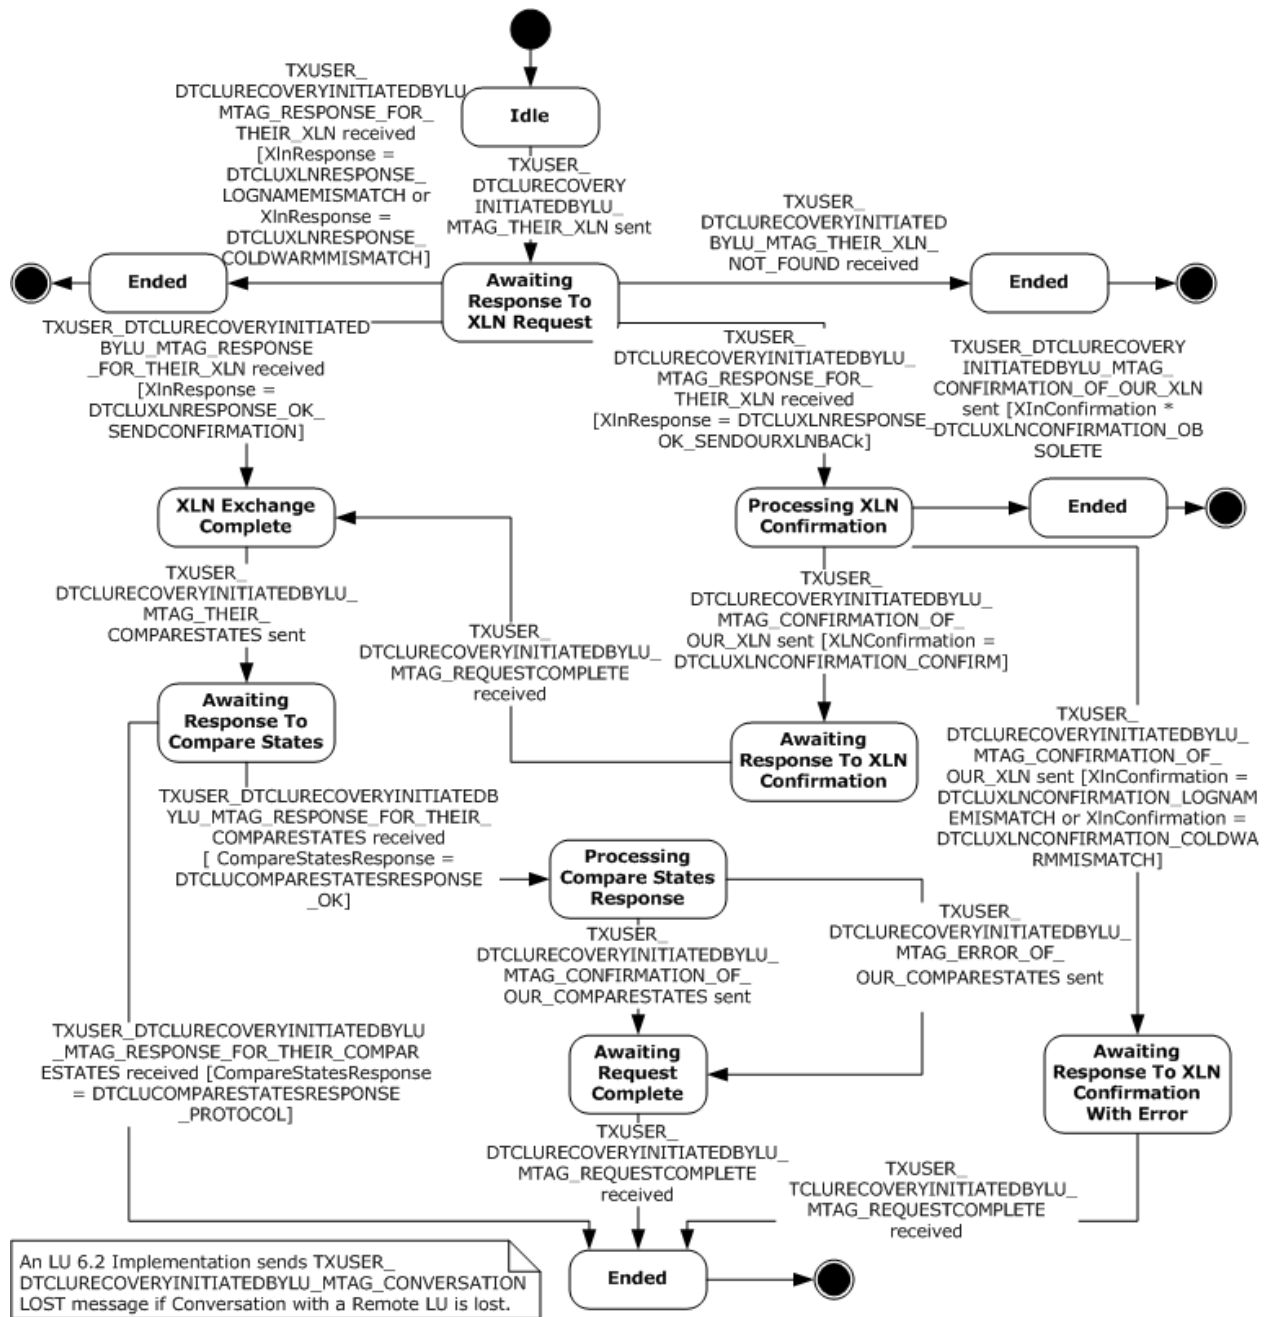 TXUSER_
DTCLURECOVERYINITIATEDBYLU_
MTAG_RESPONSE_FOR_
THEIR_XLN received
[XlnResponse =
DTCLUXLNRESPONSE_
LOGNAMEMISMATCH or
XlnResponse =
DTCLUXLNRESPONSE_
COLDWARMMISMATCH]
Idle
TXUSER_
DTCLURECOVERY
INITIATEDBYLU_
MTAG_THEIR_XLN sent
TXUSER_
DTCLURECOVERYINITIATED
BYLU_MTAG_THEIR_XLN_
NOT_FOUND received
Ended
Awaiting
Response To
XLN Request
Ended
TXUSER_DTCLURECOVERYINITIATED
BYLU_MTAG_RESPONSE
_FOR_THEIR_XLN received
[XlnResponse =
DTCLUXLNRESPONSE_OK_
SENDCONFIRMATION]
TXUSER_
DTCLURECOVERYINITIATEDBYLU_
MTAG_RESPONSE_FOR_
THEIR_XLN received
[XlnResponse = DTCLUXLNRESPONSE_
OK_SENDOURXLNBACk]
TXUSER_DTCLURECOVERY
INITIATEDBYLU_MTAG_
CONFIRMATION_OF_OUR_XLN
sent [XInConfirmation *
DTCLUXLNCONFIRMATION_OB
SOLETE
XLN Exchange
Complete
Processing XLN
Confirmation
Ended
TXUSER_
DTCLURECOVERYINITIATEDBYLU_
MTAG_THEIR_
COMPARESTATES sent
TXUSER_
DTCLURECOVERYINITIATEDBYLU_
MTAG_REQUESTCOMPLETE
received
TXUSER_
DTCLURECOVERYINITIATEDBYLU_
MTAG_CONFIRMATION_OF_
OUR_XLN sent [XLNConfirmation =
DTCLUXLNCONFIRMATION_CONFIRM]
Awaiting
Response To
Compare States
Awaiting
Response To XLN
Confirmation
TXUSER_
DTCLURECOVERYINITIATEDBYLU_
MTAG_CONFIRMATION_OF_
OUR_XLN sent [XInConfirmation =
DTCLUXLNCONFIRMATION_LOGNAM
EMISMATCH or XInConfirmation =
DTCLUXLNCONFIRMATION_COLDWA
RMMISMATCH]
TXUSER_DTCLURECOVERYINITIATEDB
YLU_MTAG_RESPONSE_FOR_THEIR_
COMPARESTATES received
[ CompareStatesResponse =
DTCLUCOMPARESTATESRESPONSE
_OK]
Processing
Compare States
Response
TXUSER_
DTCLURECOVERYINITIATEDBYLU_
MTAG_CONFIRMATION_OF_
OUR_COMPARESTATES sent
TXUSER_
DTCLURECOVERYINITIATEDBYLU_
MTAG_ERROR_OF_
OUR_COMPARESTATES sent
TXUSER_DTCLURECOVERYINITIATEDBYLU
_MTAG_RESPONSE_FOR_THEIR_COMPAR
ESTATES received [CompareStatesResponse
= DTCLUCOMPARESTATESRESPONSE
_PROTOCOL]
Awaiting
Request
Complete
Awaiting
Response To XLN
Confirmation
With Error
TXUSER_
DTCLURECOVERYINITIATEDBYLU_
MTAG_REQUESTCOMPLETE
received
TXUSER_
TCLURECOVERYINITIATEDBYLU_
MTAG_REQUESTCOMPLETE
received
An LU 6.2 Implementation sends TXUSER_
DTCLURECOVERYINITIATEDBYLU_MTAG_CONVERSATION
LOST message if Conversation with a Remote LU is lost.
Ended